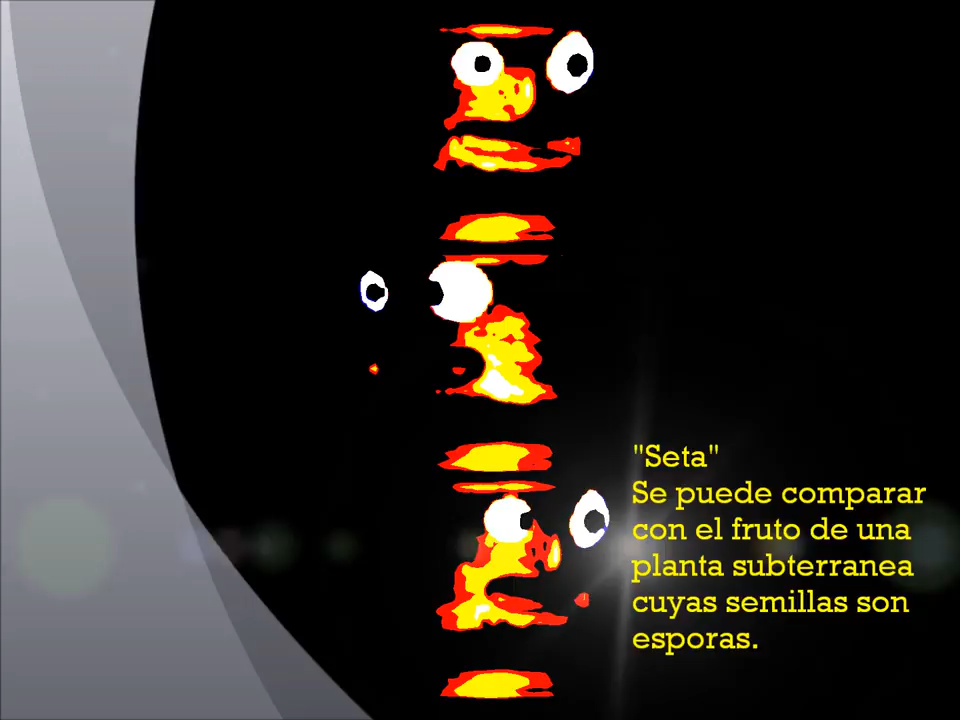 "Seta"
Se puede comparar
con el fruto de una
planta subterranea
cuyas semillas son
esporas.